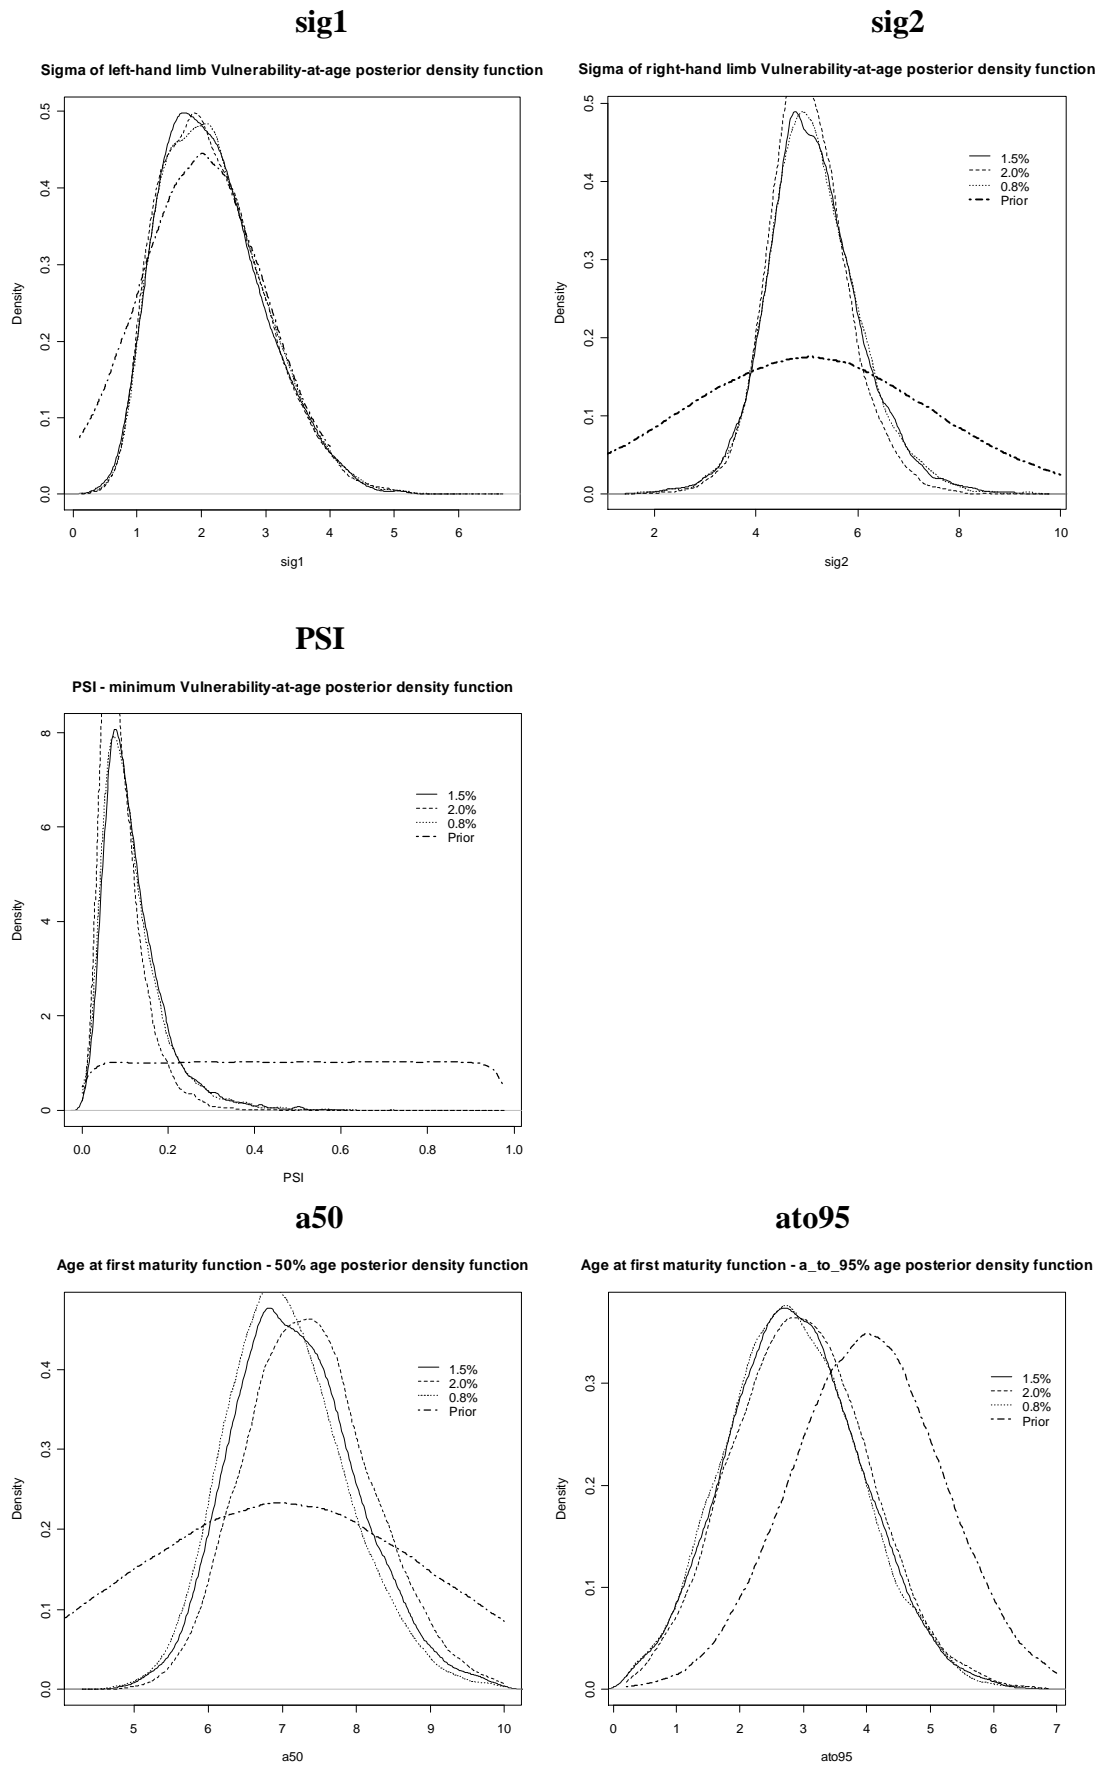 sig1
sig2
Sigma of left-hand limb Vulnerability-at-age posterior density function
Sigma of right-hand limb Vulnerability-at-age posterior density function
Density
0.0 0.1 0.2 0.3 0.4 0.5
0 1 2 3 4 5 6
sig1
Density
0.0 0.1 0.2 0.3 0.4 0.5
1.5%
2.0%
0.8%
Prior
2 4 6 8 10
sig2
PSI
PSI - minimum Vulnerability-at-age posterior density function
Density
0 2 4 6 8
1.5%
2.0%
0.8%
Prior
0.0 0.2 0.4 0.6 0.8 1.0
PSI
a50
ato95
Age at first maturity function - 50% age posterior density function
Age at first maturity function - a_to_95% age posterior density function
Density
0.0 0.1 0.2 0.3 0.4
1.5%
2.0%
0.8%
Prior
5 6 7 8 9 10
a50
Density
0.0 0.1 0.2 0.3
1.5%
2.0%
0.8%
Prior
0 1 2 3 4 5 6 7
ato95